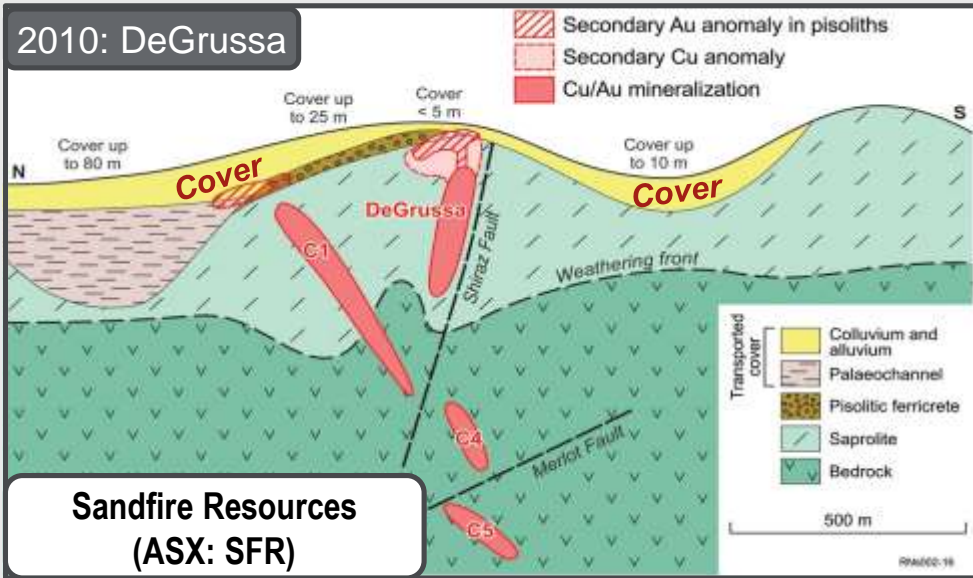 2010: DeGrussa
Secondary Au anomaly in pisoliths
Secondary Cu anomaly
Cu/Au mineralization
Cover up
to 80 m
Cover up
to 25 m
Cover
< 5 m
Cover up
to 10 m
N
S
Cover
Cover
DeGrussa
C1
Shiraz Fault
Weathering front
C4
Merlot Fault
C5
Transported
cover
Colluvium and
alluvium
Palaeochannel
Pisolitic ferricrete
Saprolite
Bedrock
500 m
Sandfire Resources
(ASX: SFR)